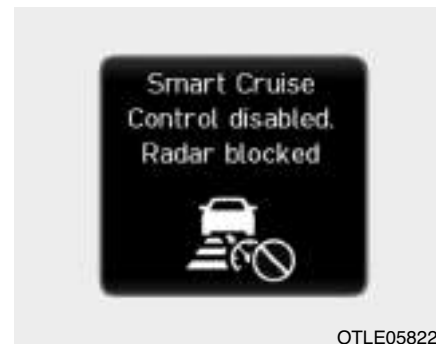 Smart Cruise
Control disabled.
Radar blocked
OTLE05822